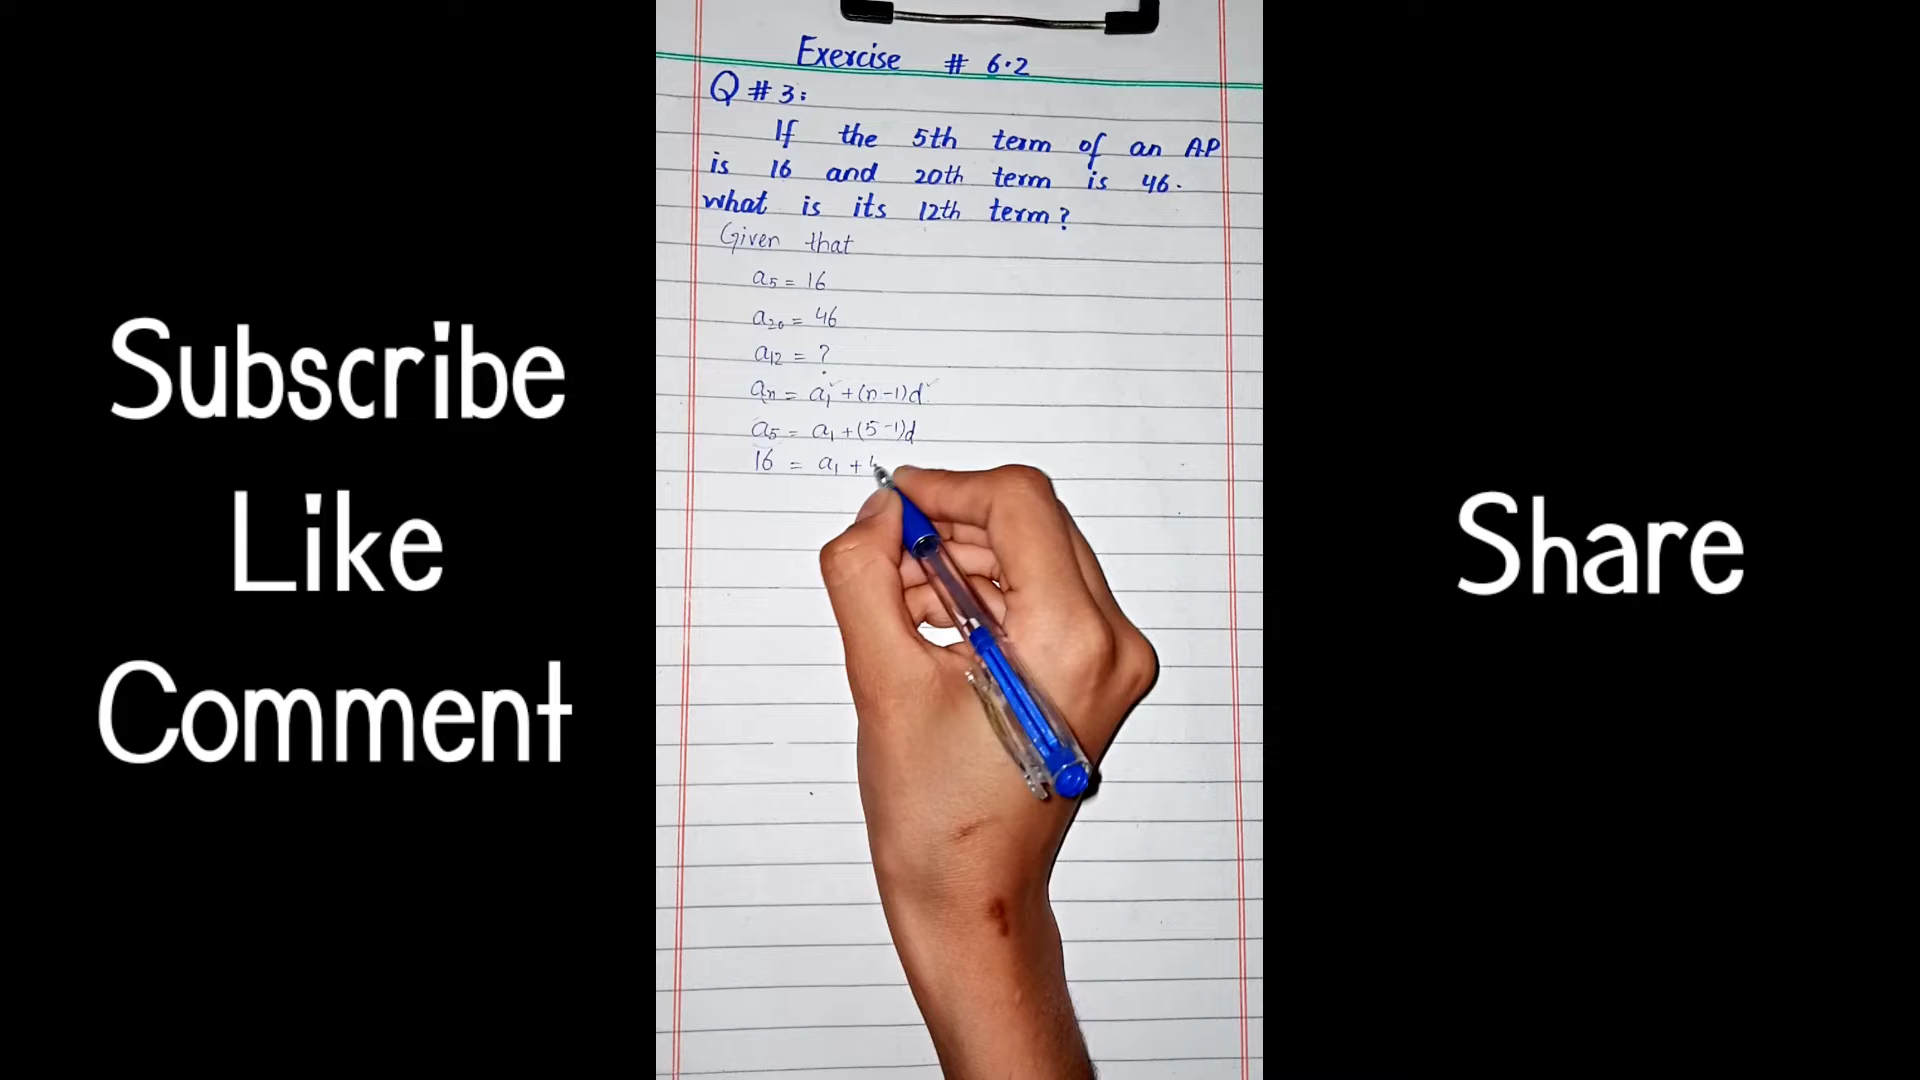 Subscribe
Like
Comment
Exercise # 6.2
Q # 3:
If the 5th term of an AP
is 16 and 20th term is 46.
what is its 12th term?
Given that
a5 = 16
a20 = 46
a12 = ?
an = a1 + (n-1)d
a5 = a1 + (5-1)d
16 = a1 + 4
Share